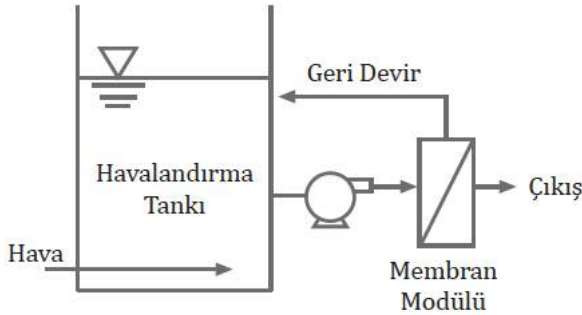 Geri Devir
Havalandırma
Tankı
Çıkış
Hava
Membran
Modülü